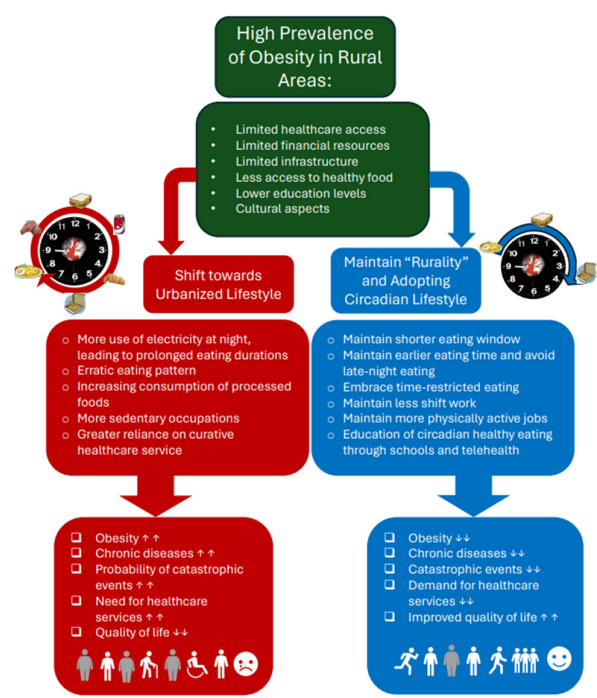 High Prevalence
of Obesity in Rural
Areas:
• Limited healthcare access
• Limited financial resources
• Limited infrastructure
• Less access to healthy food
• Lower education levels
• Cultural aspects
Shift towards
Urbanized Lifestyle
o More use of electricity at night,
leading to prolonged eating durations
o Erratic eating pattern
o Increasing consumption of processed
foods
o More sedentary occupations
o Greater reliance on curative
healthcare service
❑ Obesity ↑ ↑
❑ Chronic diseases ↑ ↑
❑ Probability of catastrophic
events ↑ ↑
❑ Need for healthcare
services ↑ ↑
❑ Quality of life ↓↓
Maintain “Rurality”
and Adopting
Circadian Lifestyle
o Maintain shorter eating window
o Maintain earlier eating time and avoid
late-night eating
o Embrace time-restricted eating
o Maintain less shift work
o Maintain more physically active jobs
o Education of circadian healthy eating
through schools and telehealth
❑ Obesity ↓↓
❑ Chronic diseases ↓↓
❑ Catastrophic events ↓↓
❑ Demand for healthcare
services ↓↓
❑ Improved quality of life ↑ ↑